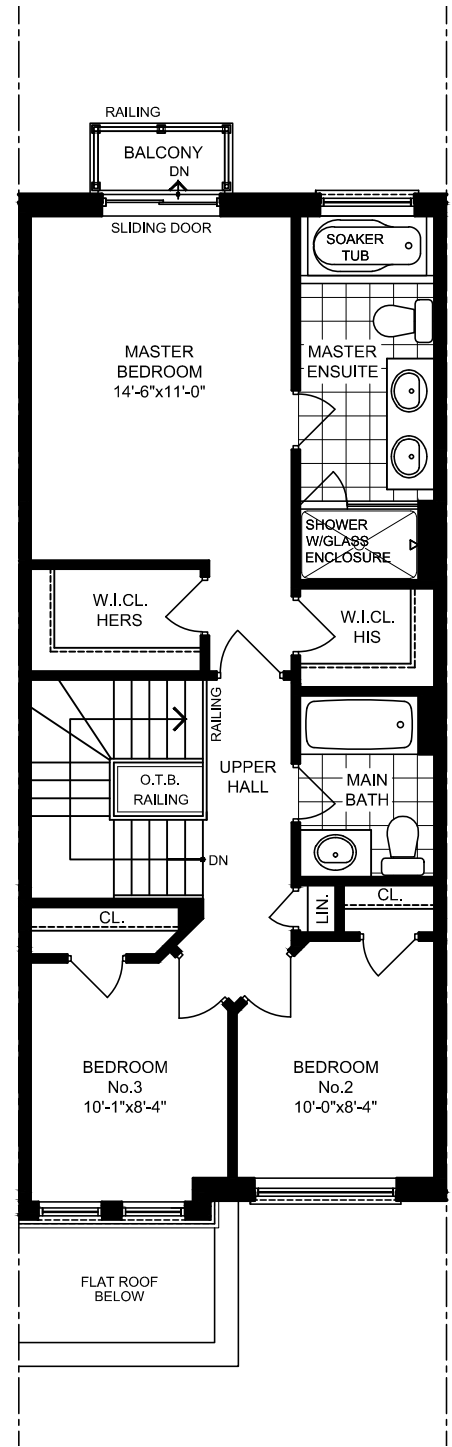 RAILING
BALCONY
DN
SLIDING DOOR
SOAKER
TUB
MASTER
BEDROOM
14'-6"x11'-0"
MASTER
ENSUITE
SHOWER
W/GLASS
ENCLOSURE
W.I.CL.
HERS
W.I.CL.
HIS
RAILING
UPPER
HALL
O.T.B.
RAILING
MAIN
BATH
DN
CL.
LIN.
CL.
BEDROOM
No.3
10'-1"x8'-4"
BEDROOM
No.2
10'-0"x8'-4"
FLAT ROOF
BELOW